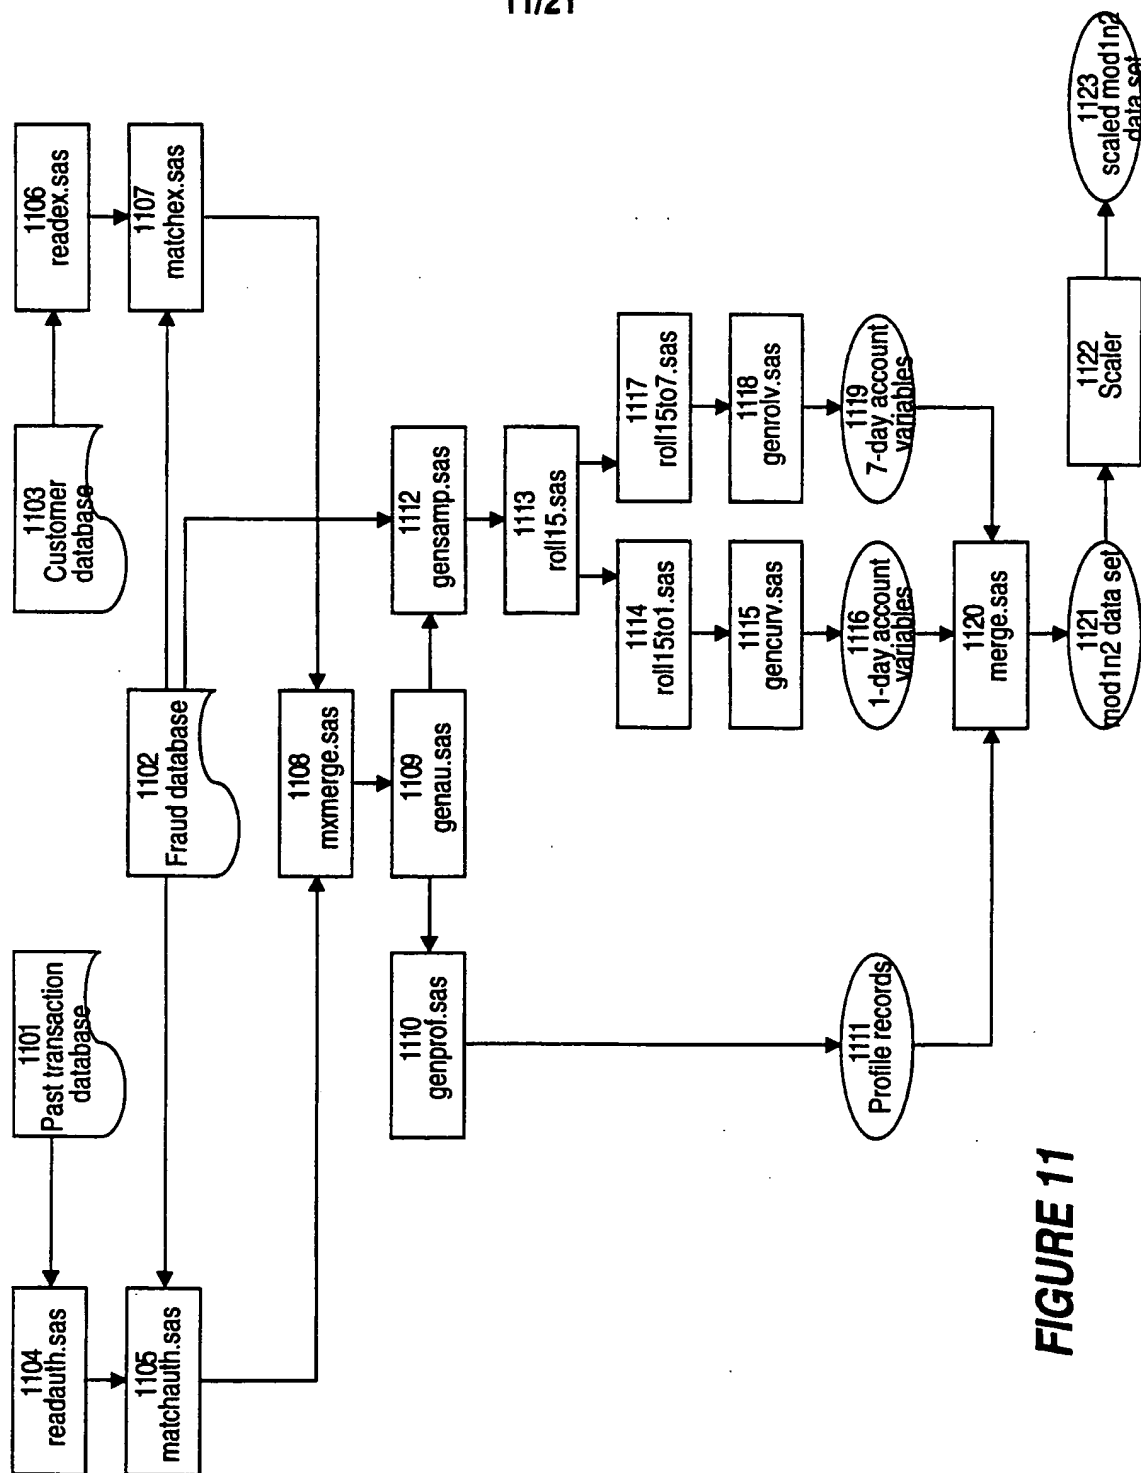 11/21
1101
Past transaction
database
1102
Fraud database
1103
Customer
database
1104
readauth.sas
1105
matchauth.sas
1106
readex.sas
1107
matchex.sas
1108
mxmerge.sas
1109
genau.sas
1110
genprof.sas
1111
Profile records
1112
gensamp.sas
1113
roll15.sas
1114
roll15to1.sas
1115
gencurv.sas
1116
1-day account
variables
1117
roll15to7.sas
1118
genrolv.sas
1119
7-day account
variables
1120
merge.sas
1121
mod1n2 data set
1122
Scaler
1123
scaled mod1n2
data set
FIGURE 11